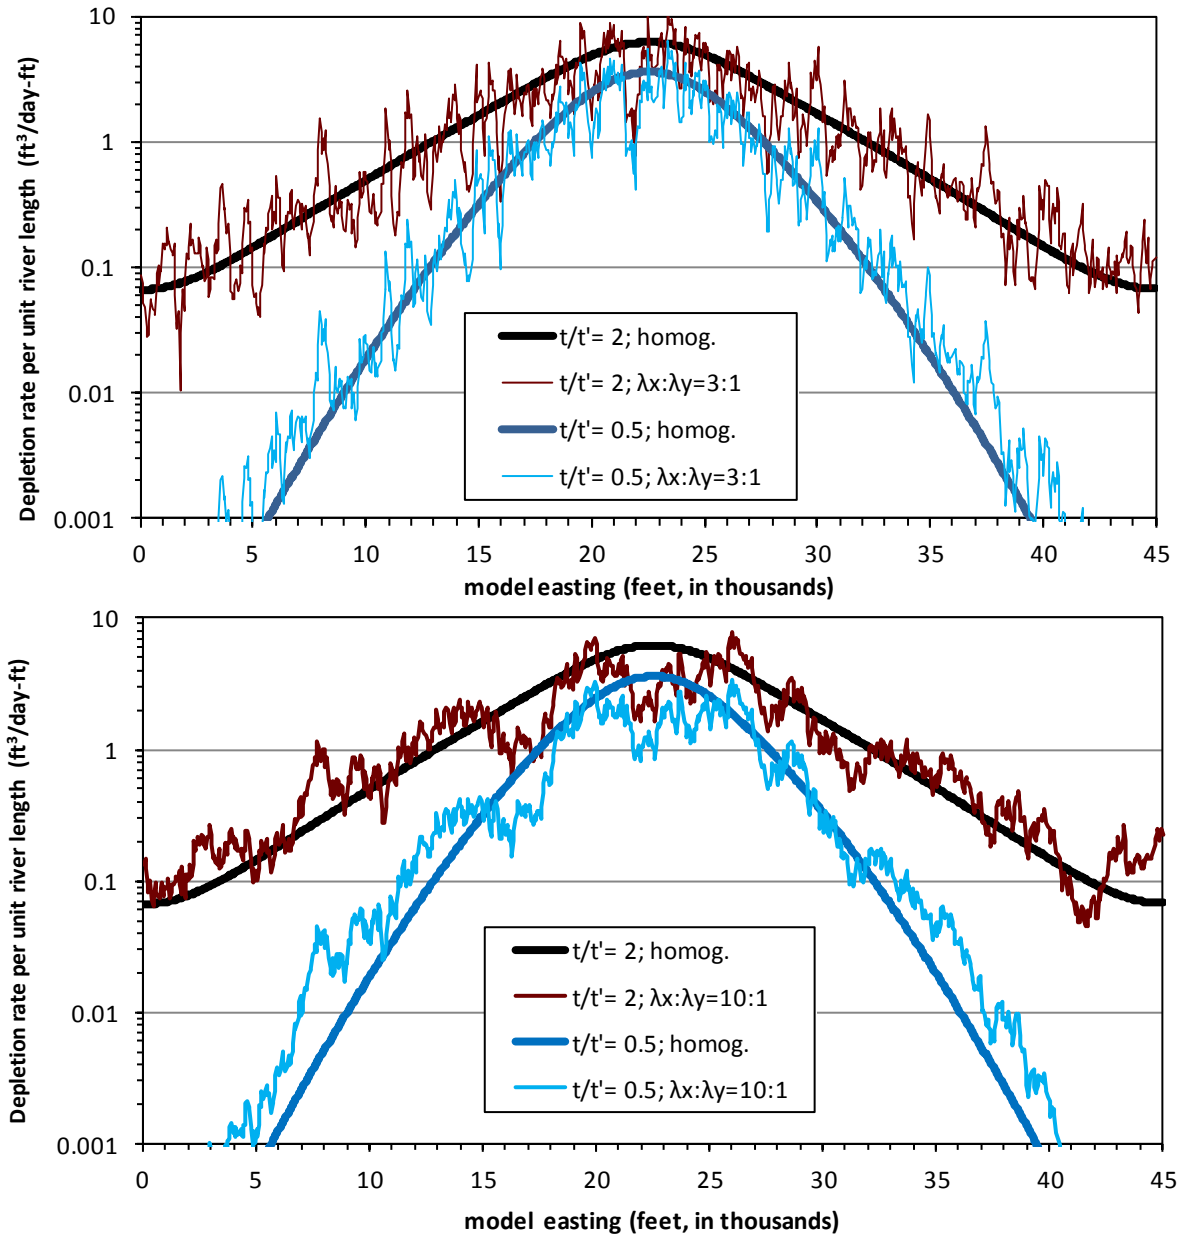 10
1
0.1
0.01
0.001
Depletion rate per unit river length (ft³/day-ft)
t/t'= 2; homog.
t/t'= 2; λx:λy=3:1
t/t'= 0.5; homog.
t/t'= 0.5; λx:λy=3:1
0 5 10 15 20 25 30 35 40 45
model easting (feet, in thousands)
10
1
0.1
0.01
0.001
Depletion rate per unit river length (ft³/day-ft)
t/t'= 2; homog.
t/t'= 2; λx:λy=10:1
t/t'= 0.5; homog.
t/t'= 0.5; λx:λy=10:1
0 5 10 15 20 25 30 35 40 45
model easting (feet, in thousands)